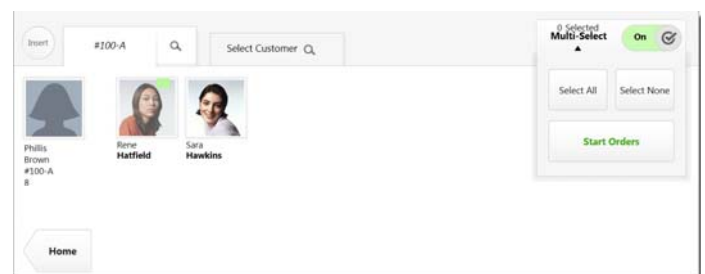 Insert
#100-A
Select Customer
0 Selected
Multi-Select
On
Select All
Select None
Start Orders
Phillis
Brown
#100-A
8
Rene
Hatfield
Sara
Hawkins
Home